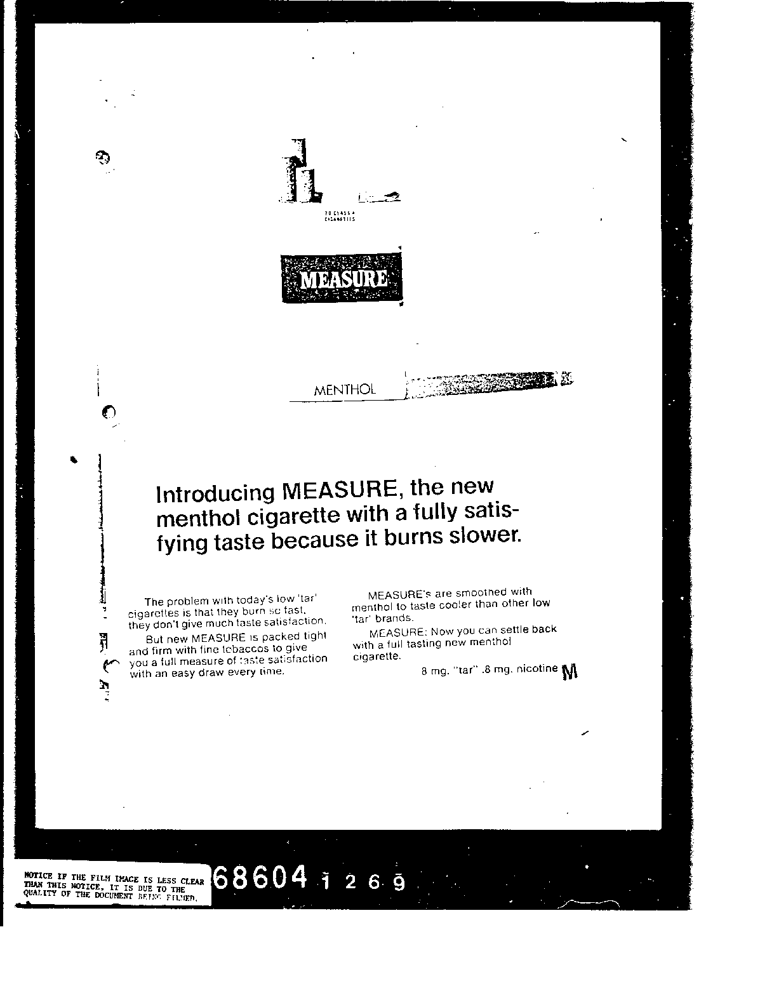 20 CLASS A
CIGARETTES
MEASURE
MENTHOL
Introducing MEASURE, the new
menthol cigarette with a fully satis-
fying taste because it burns slower.
The problem with today's low 'tar'
cigarettes is that they burn so fast,
they don't give much taste satisfaction.
But new MEASURE is packed tight
and firm with fine tobaccos to give
you a full measure of taste satisfaction
with an easy draw every time.
MEASURE's are smoothed with
menthol to taste cooler than other low
'tar' brands.
MEASURE: Now you can settle back
with a full tasting new menthol
cigarette.
8 mg. "tar" .8 mg. nicotine M
NOTICE IF THE FILM IMAGE IS LESS CLEAR
THAN THIS NOTICE, IT IS DUE TO THE
QUALITY OF THE DOCUMENT BEING FILMED.
68604 1269